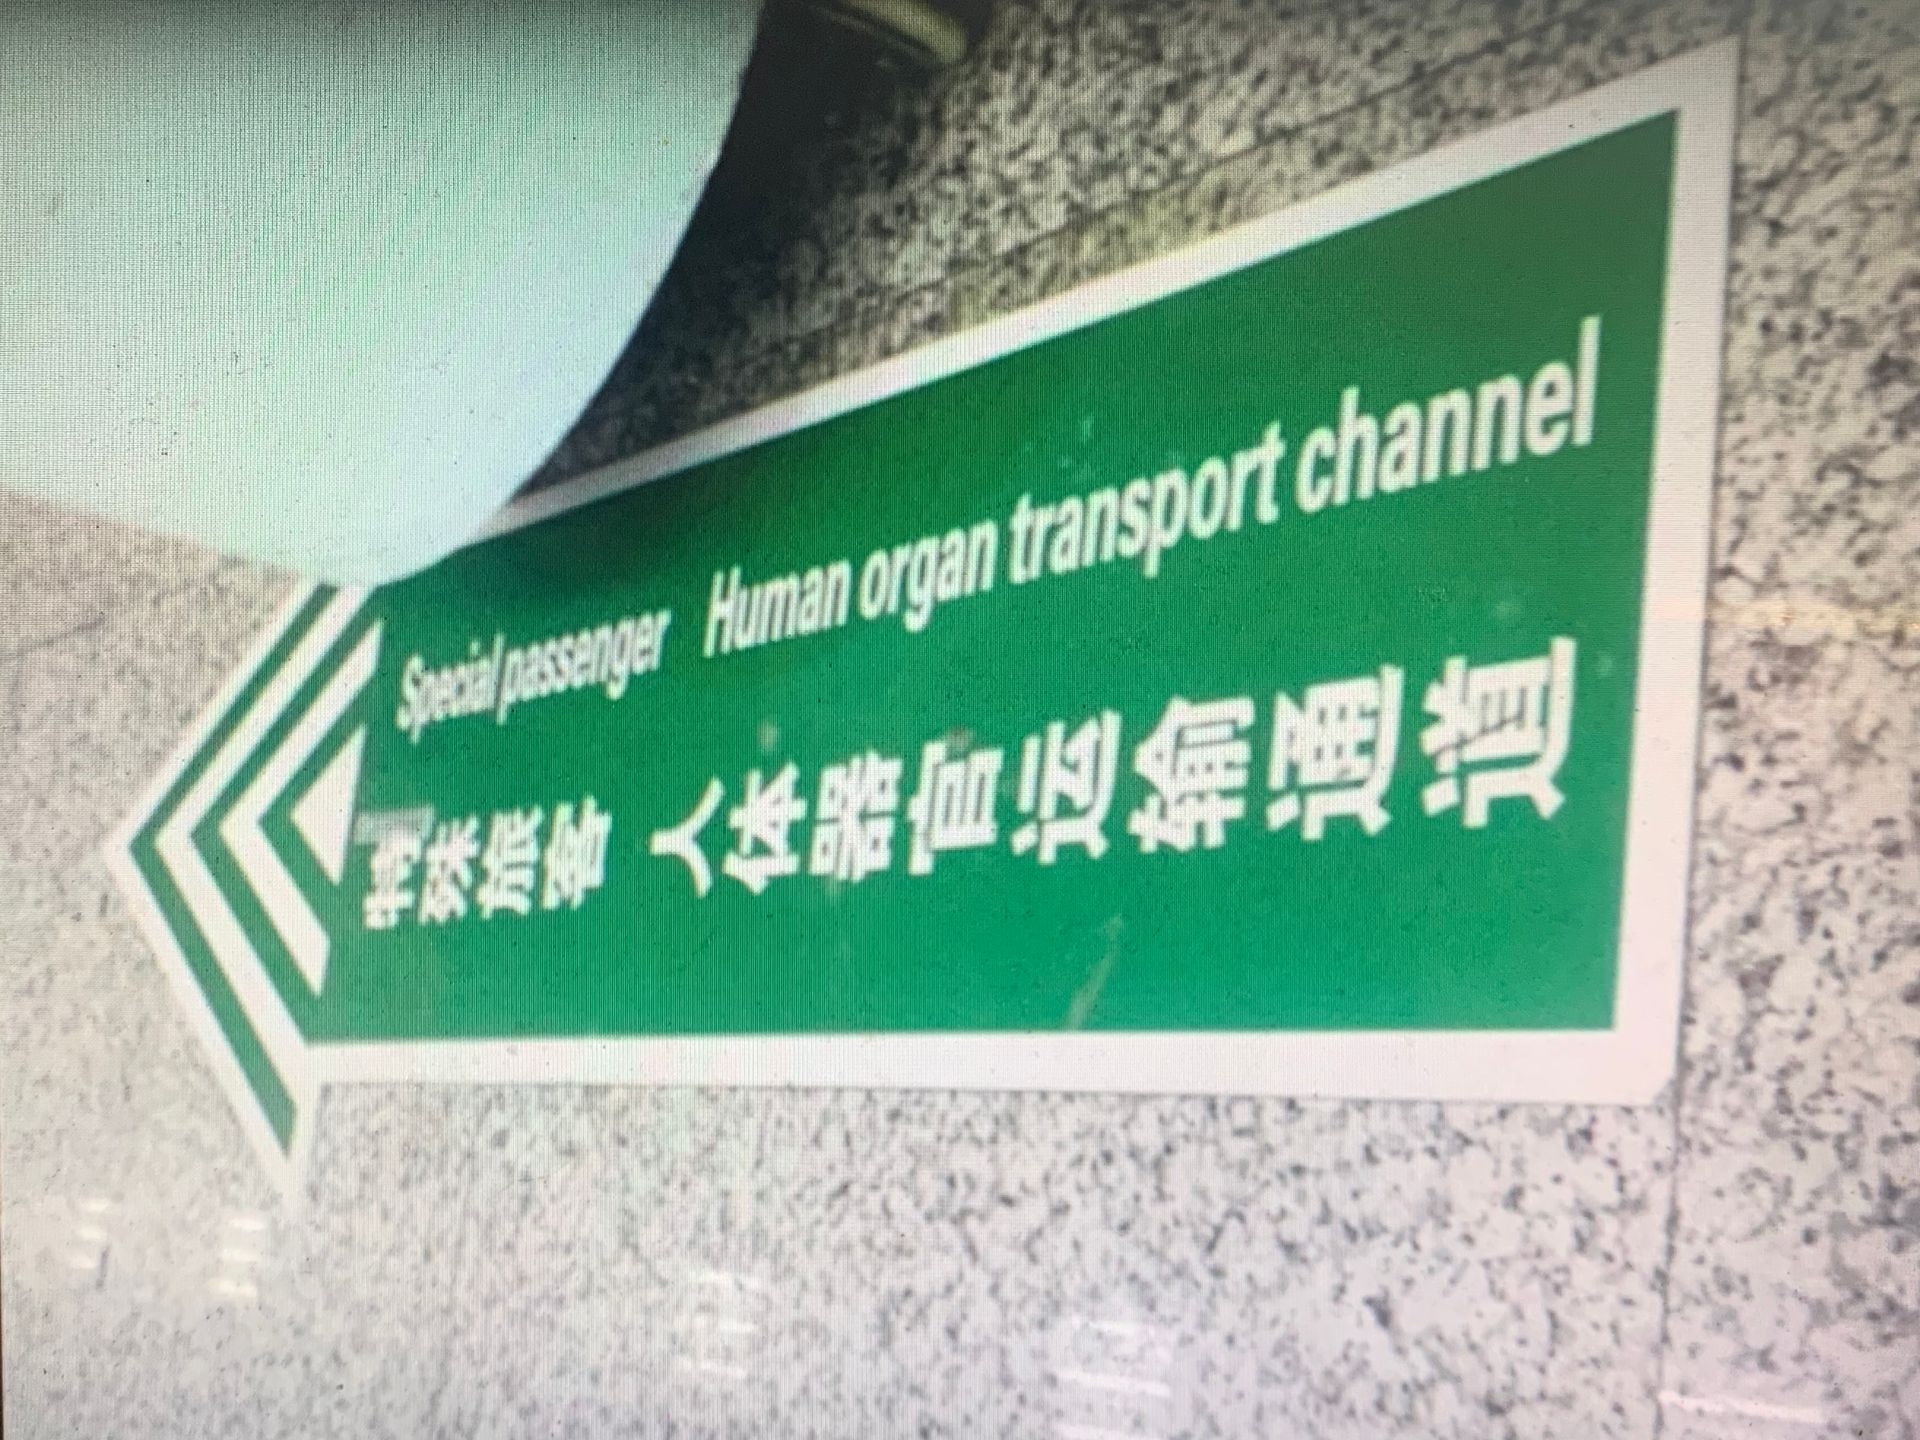 特殊旅客 人体器官运输通道
Special passenger Human organ transport channel